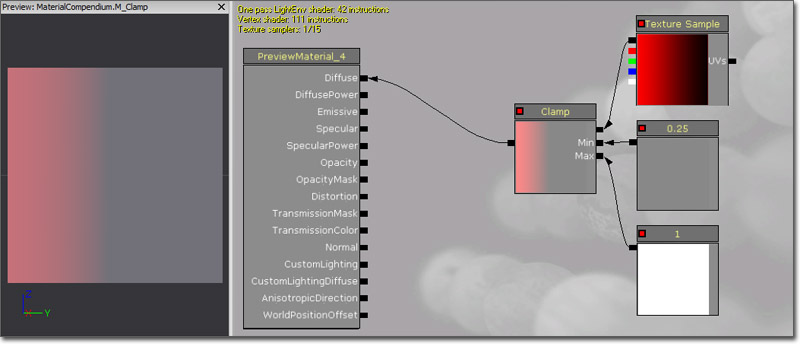 Preview: MaterialCompendium.M_Clamp
Z
Y
One pass LightEnv shader: 42 instructions
Vertex shader: 111 instructions
Texture samplers: 1/15
PreviewMaterial_4
Diffuse
DiffusePower
Emissive
Specular
SpecularPower
Opacity
OpacityMask
Distortion
TransmissionMask
TransmissionColor
Normal
CustomLighting
CustomLightingDiffuse
AnisotropicDirection
WorldPositionOffset
Clamp
Min
Max
Texture Sample
UVs
0.25
1